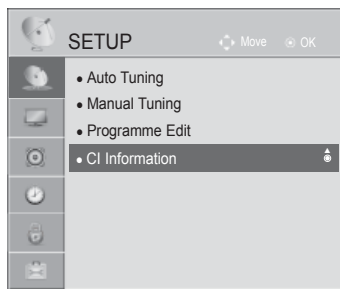 SETUP
Move
OK
• Auto Tuning
• Manual Tuning
• Programme Edit
• CI Information